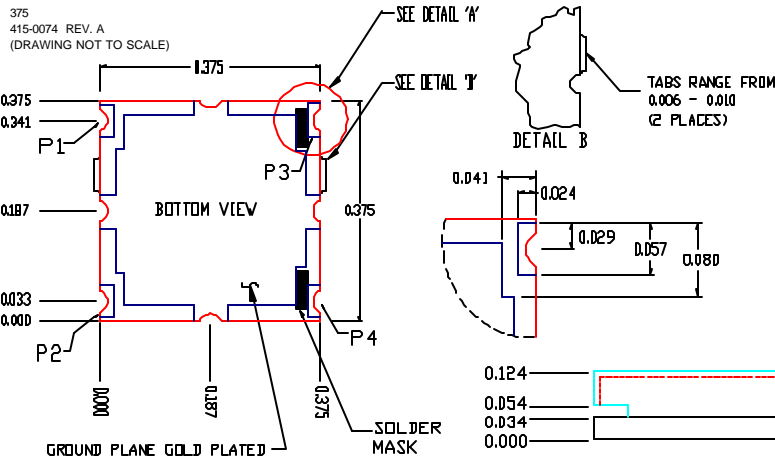 375
415-0074 REV. A
(DRAWING NOT TO SCALE)
0.375
SEE DETAIL 'A'
SEE DETAIL 'B'
0.375
0.341
P1
P3
0.187
BOTTOM VIEW
0.375
0.033
0.000
P2
P4
0.000
0.187
0.375
GROUND PLANE GOLD PLATED
SOLDER
MASK
TABS RANGE FROM
0.006 - 0.010
(2 PLACES)
DETAIL B
0.041
0.024
0.029
0.057
0.080
0.124
0.054
0.034
0.000